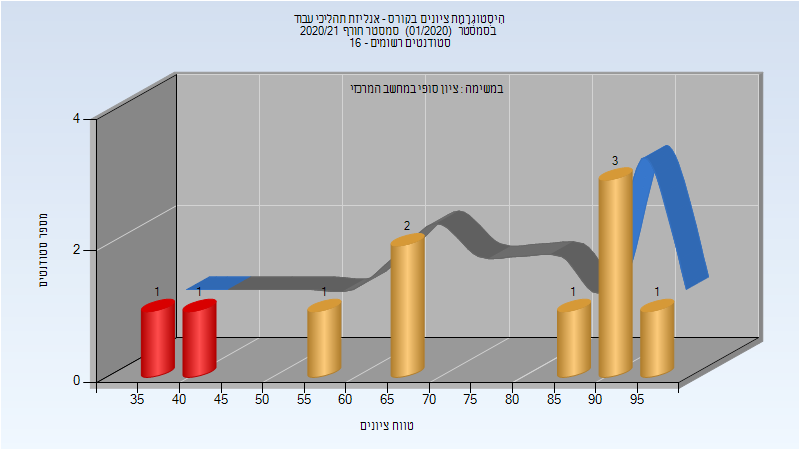 היסטוגרמת ציונים בקורס - אנליזת תהליכי עבוד
בסמסטר (01/2020) סמסטר חורף 2020/21
סטודנטים רשומים - 16
במשימה : ציון סופי במחשב המרכזי
מספר סטודנטים
4
2
0
1
1
1
2
1
3
1
35 40 45 50 55 60 65 70 75 80 85 90 95
טווח ציונים